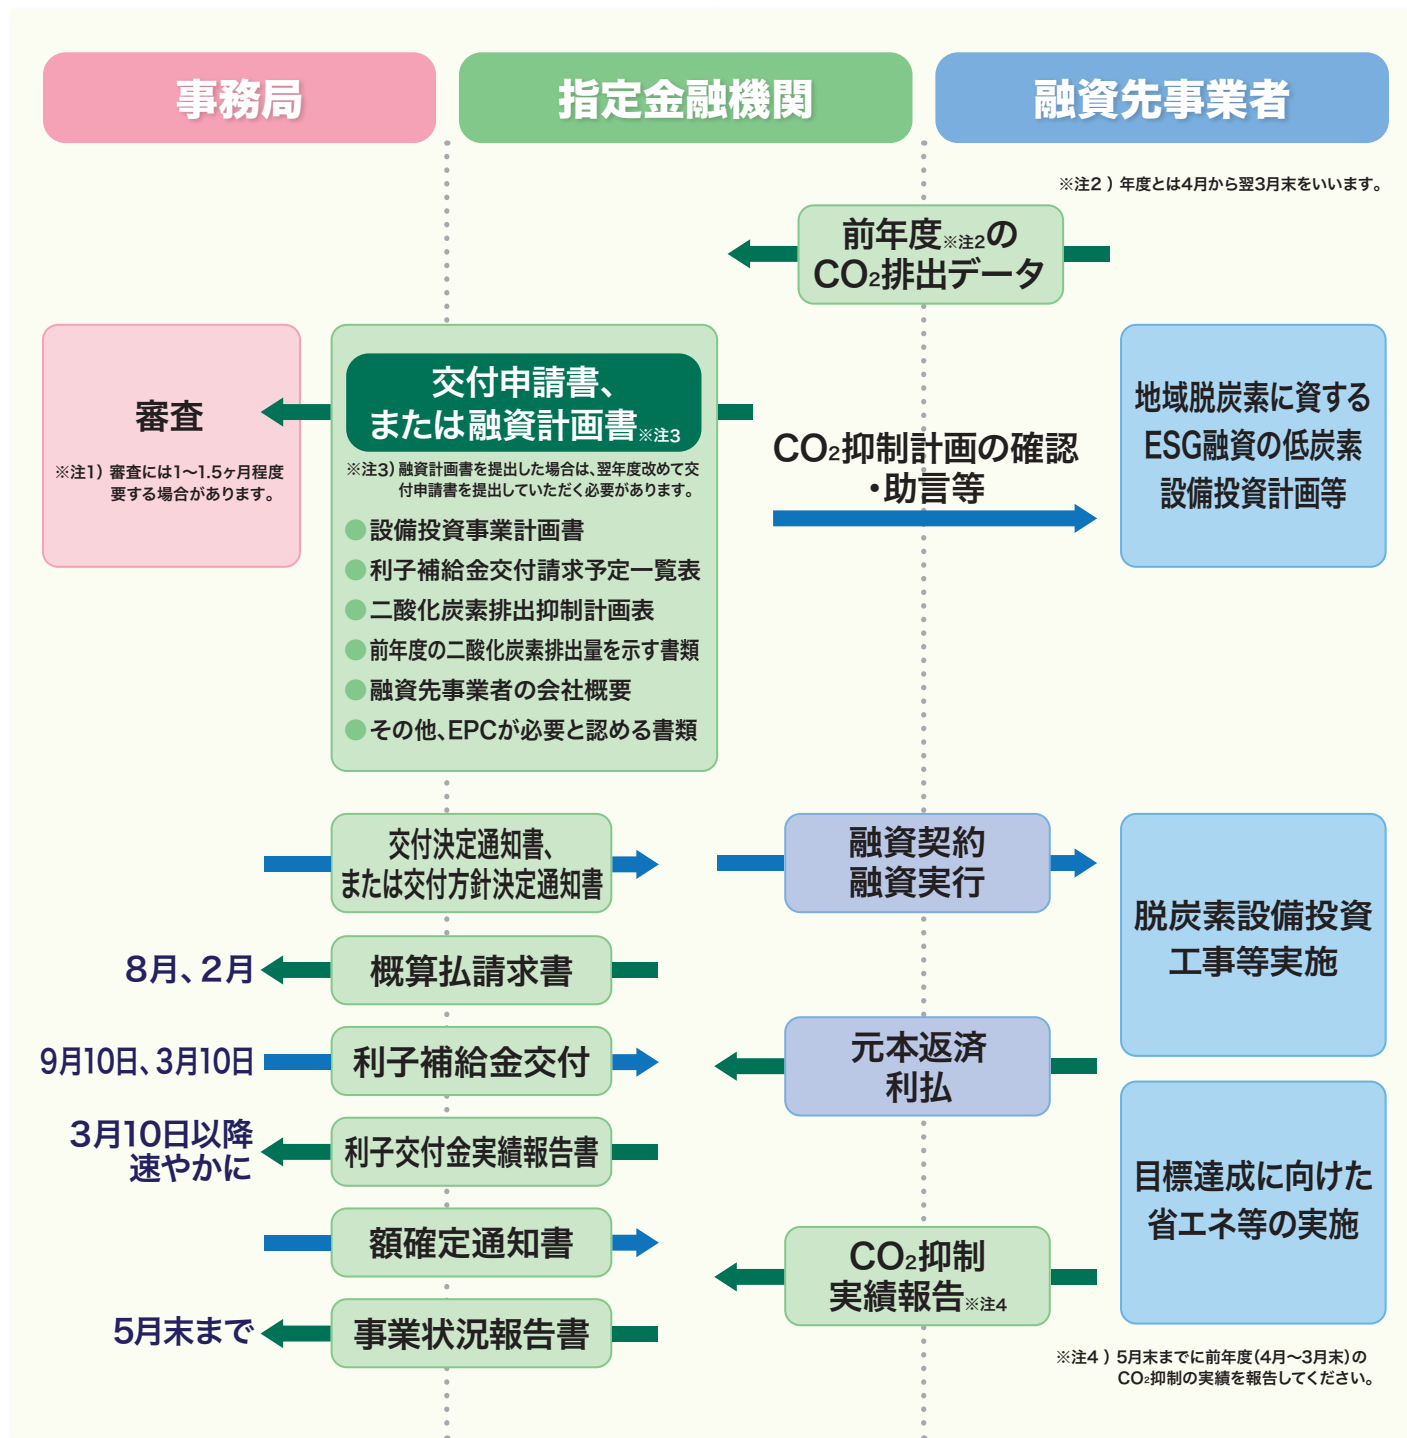 事務局
指定金融機関
融資先事業者
※注2 ) 年度とは4月から翌3月末をいいます。
前年度※注2の
CO₂排出データ
審査
※注1) 審査には1〜1.5ヶ月程度
要する場合があります。
交付申請書、
または融資計画書※注3
※注3) 融資計画書を提出した場合は、翌年度改めて交
付申請書を提出していただく必要があります。
●設備投資事業計画書
●利子補給金交付請求予定一覧表
●二酸化炭素排出抑制計画表
●前年度の二酸化炭素排出量を示す書類
●融資先事業者の会社概要
●その他、EPCが必要と認める書類
CO₂抑制計画の確認
・助言等
地域脱炭素に資する
ESG融資の低炭素
設備投資計画等
交付決定通知書、
または交付方針決定通知書
融資契約
融資実行
脱炭素設備投資
工事等実施
8月、2月
概算払請求書
9月10日、3月10日
利子補給金交付
元本返済
利払
3月10日以降
速やかに
利子交付金実績報告書
目標達成に向けた
省エネ等の実施
額確定通知書
CO₂抑制
実績報告※注4
5月末まで
事業状況報告書
※注4 ) 5月末までに前年度(4月〜3月末)の
CO₂抑制の実績を報告してください。